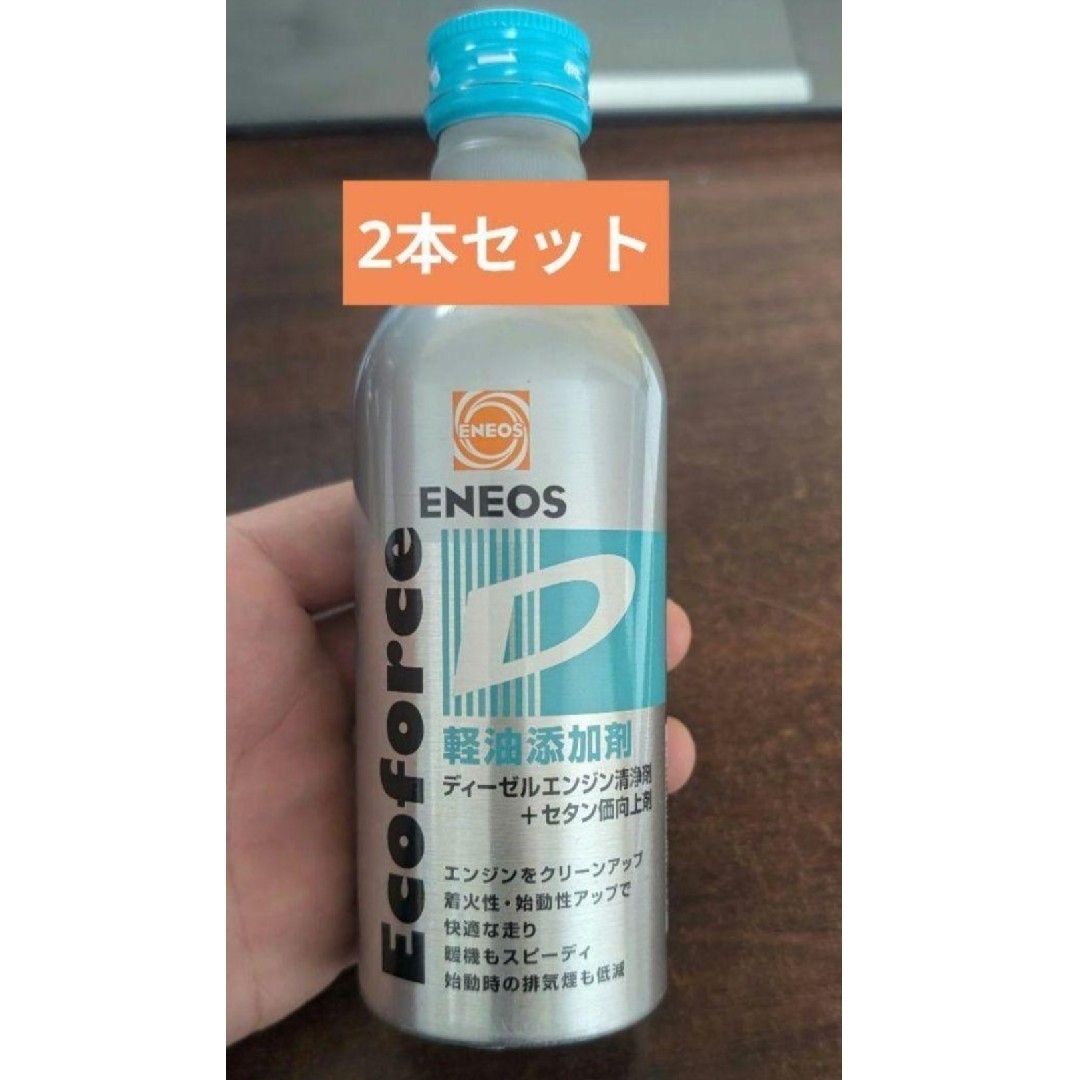 2本セット
ENEOS
ENEOS
Ecoforce
D
軽油添加剤
ディーゼルエンジン清浄剤
+セタン価向上剤
エンジンをクリーンアップ
着火性・始動性アップで
快適な走り
暖機もスピーディ
始動時の排気煙も低減